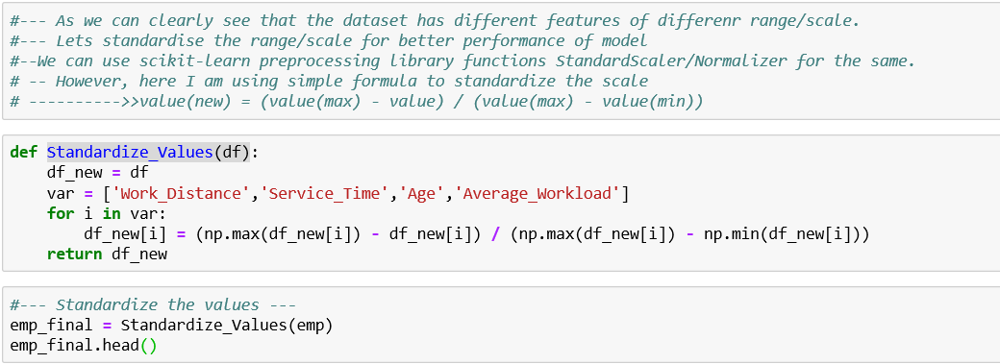 #--- As we can clearly see that the dataset has different features of differenr range/scale.
#--- Lets standardise the range/scale for better performance of model
#--We can use scikit-learn preprocessing library functions StandardScaler/Normalizer for the same.
# -- However, here I am using simple formula to standardize the scale
# ---------->>value(new) = (value(max) - value) / (value(max) - value(min))
def Standardize_Values(df):
    df_new = df
    var = ['Work_Distance','Service_Time','Age','Average_Workload']
    for i in var:
        df_new[i] = (np.max(df_new[i]) - df_new[i]) / (np.max(df_new[i]) - np.min(df_new[i]))
    return df_new
#--- Standardize the values ---
emp_final = Standardize_Values(emp)
emp_final.head()